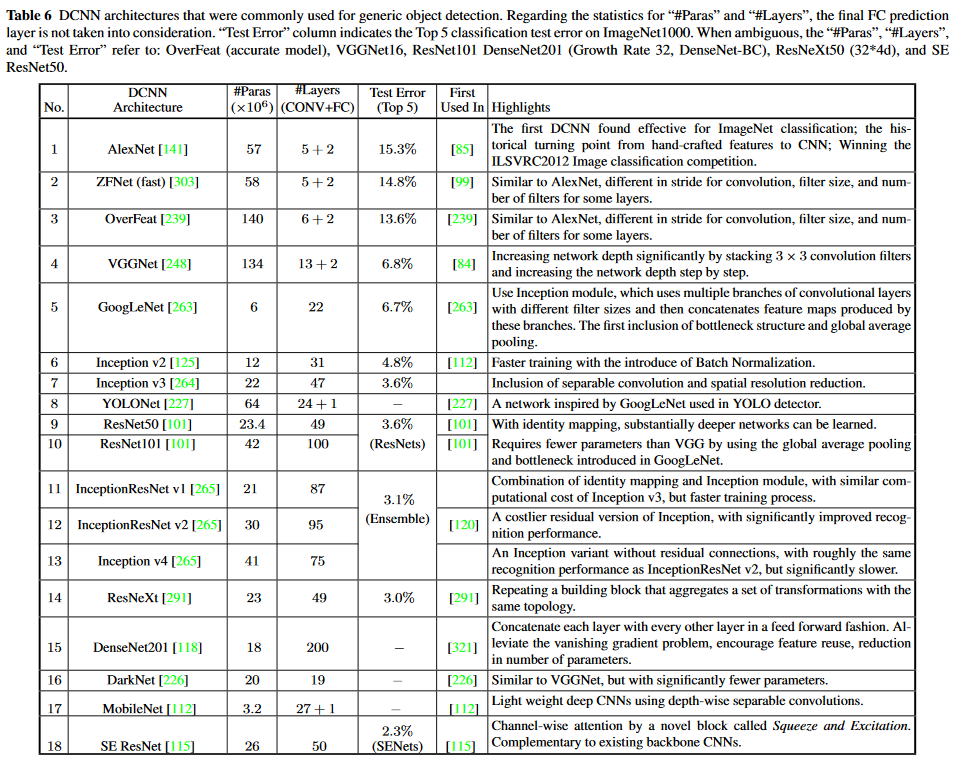 Table 6 DCNN architectures that were commonly used for generic object detection. Regarding the statistics for “#Paras” and “#Layers”, the final FC prediction
layer is not taken into consideration. “Test Error” column indicates the Top 5 classification test error on ImageNet1000. When ambiguous, the “#Paras”, “#Layers”,
and “Test Error” refer to: OverFeat (accurate model), VGGNet16, ResNet101 DenseNet201 (Growth Rate 32, DenseNet-BC), ResNeXt50 (32*4d), and SE
ResNet50.
No. DCNN Architecture #Paras (×10⁶) #Layers (CONV+FC) Test Error (Top 5) First Used In Highlights
1 AlexNet [141] 57 5 + 2 15.3% [85] The first DCNN found effective for ImageNet classification; the his-
torical turning point from hand-crafted features to CNN; Winning the
ILSVRC2012 Image classification competition.
2 ZFNet (fast) [303] 58 5 + 2 14.8% [99] Similar to AlexNet, different in stride for convolution, filter size, and num-
ber of filters for some layers.
3 OverFeat [239] 140 6 + 2 13.6% [239] Similar to AlexNet, different in stride for convolution, filter size, and num-
ber of filters for some layers.
4 VGGNet [248] 134 13 + 2 6.8% [84] Increasing network depth significantly by stacking 3 × 3 convolution filters
and increasing the network depth step by step.
5 GoogLeNet [263] 6 22 6.7% [263] Use Inception module, which uses multiple branches of convolutional layers
with different filter sizes and then concatenates feature maps produced by
these branches. The first inclusion of bottleneck structure and global average
pooling.
6 Inception v2 [125] 12 31 4.8% [112] Faster training with the introduce of Batch Normalization.
7 Inception v3 [264] 22 47 3.6% Inclusion of separable convolution and spatial resolution reduction.
8 YOLONet [227] 64 24 + 1 − [227] A network inspired by GoogLeNet used in YOLO detector.
9 ResNet50 [101] 23.4 49 3.6% (ResNets) [101] With identity mapping, substantially deeper networks can be learned.
10 ResNet101 [101] 42 100 [101] Requires fewer parameters than VGG by using the global average pooling
and bottleneck introduced in GoogLeNet.
11 InceptionResNet v1 [265] 21 87 3.1% (Ensemble) Combination of identity mapping and Inception module, with similar com-
putational cost of Inception v3, but faster training process.
12 InceptionResNet v2 [265] 30 95 [120] A costlier residual version of Inception, with significantly improved recog-
nition performance.
13 Inception v4 [265] 41 75 An Inception variant without residual connections, with roughly the same
recognition performance as InceptionResNet v2, but significantly slower.
14 ResNeXt [291] 23 49 3.0% [291] Repeating a building block that aggregates a set of transformations with the
same topology.
15 DenseNet201 [118] 18 200 − [321] Concatenate each layer with every other layer in a feed forward fashion. Al-
leviate the vanishing gradient problem, encourage feature reuse, reduction
in number of parameters.
16 DarkNet [226] 20 19 − [226] Similar to VGGNet, but with significantly fewer parameters.
17 MobileNet [112] 3.2 27 + 1 − [112] Light weight deep CNNs using depth-wise separable convolutions.
18 SE ResNet [115] 26 50 2.3% (SENets) [115] Channel-wise attention by a novel block called Squeeze and Excitation.
Complementary to existing backbone CNNs.